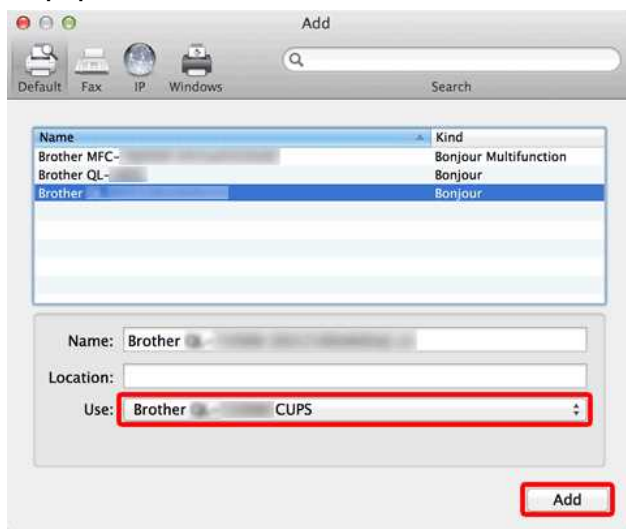 Add
Default Fax IP Windows Search
Name Kind
Brother MFC- Bonjour Multifunction
Brother QL- Bonjour
Brother Bonjour
Name: Brother
Location:
Use: Brother CUPS
Add